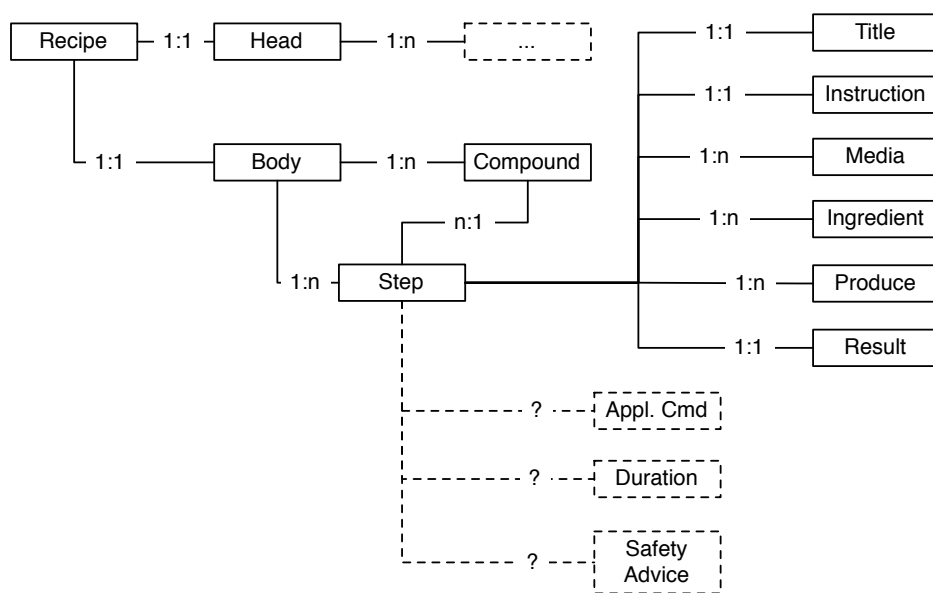 Recipe 1:1 Head 1:n ...
1:1 Title
1:1 Instruction
1:1 Body 1:n Compound
1:n Media
n:1
1:n Ingredient
1:n Step
1:n Produce
1:1 Result
? Appl. Cmd
? Duration
? Safety
Advice